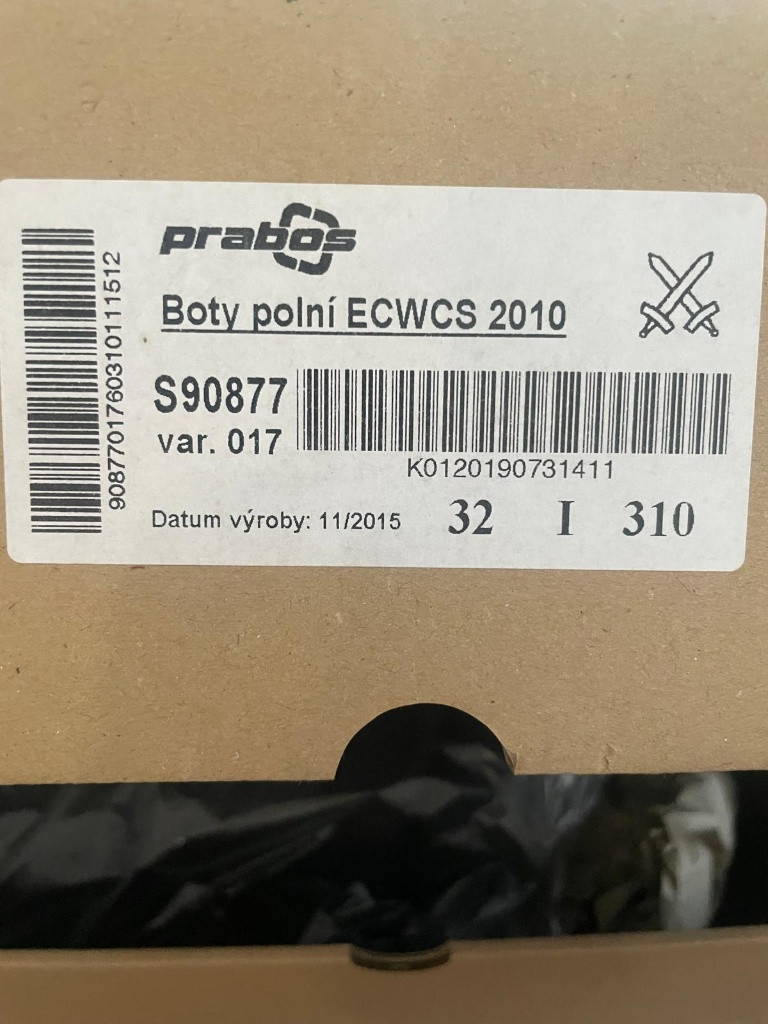 prabos
Boty polní ECWCS 2010
S90877
var. 017
K0120190731411
Datum výroby: 11/2015 32 I 310
9087701760310111512